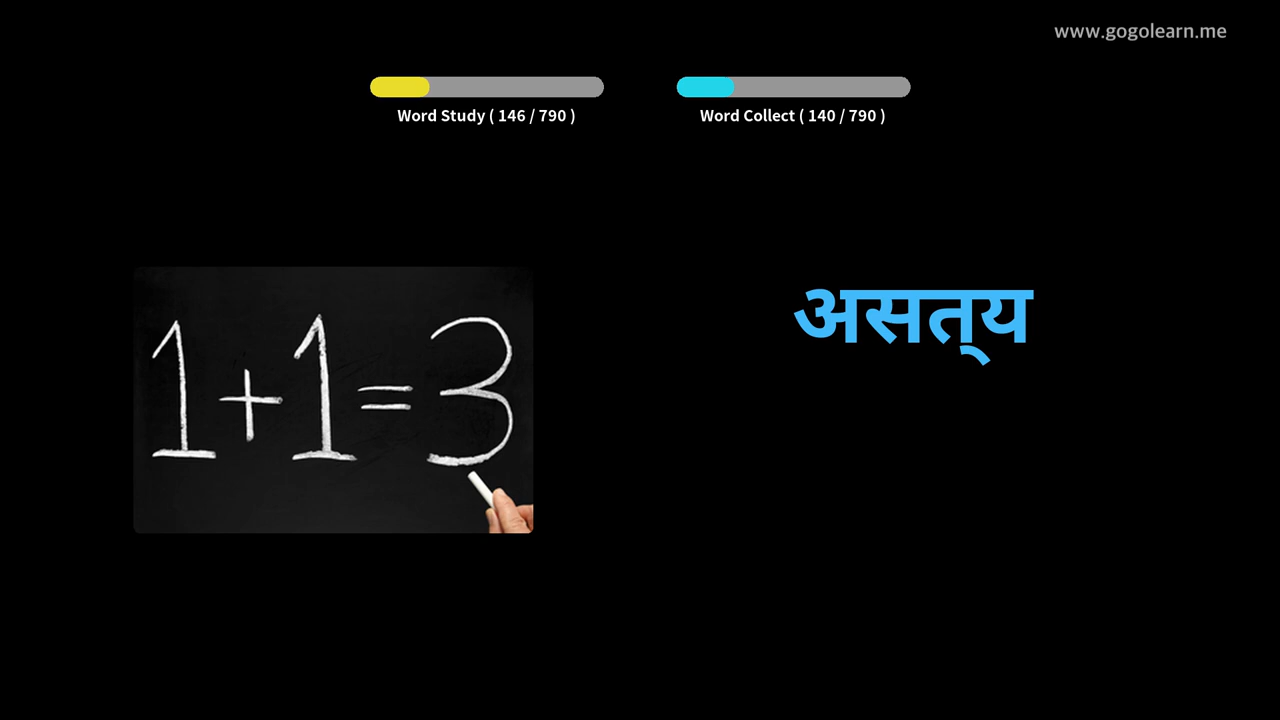 www.gogolearn.me
Word Study ( 146 / 790 )
Word Collect ( 140 / 790 )
असत्‌य
1+1=3